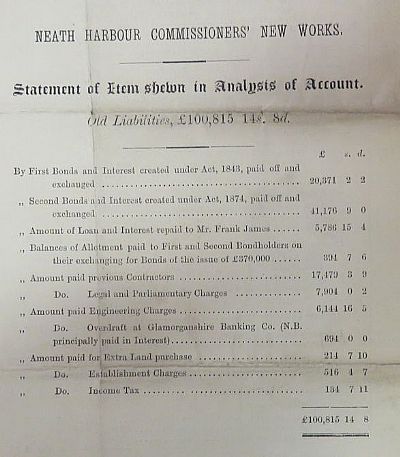 NEATH HARBOUR COMMISSIONERS' NEW WORKS.
Statement of Item shewn in Analysis of Account.
Old Liabilities, £100,815 14s. 8d.
£ s. d.
By First Bonds and Interest created under Act, 1843, paid off and
exchanged ........................ 20,371 2 2
„ Second Bonds and Interest created under Act, 1874, paid off and
exchanged ........................ 41,176 9 0
„ Amount of Loan and Interest repaid to Mr. Frank James ...... 5,786 15 4
„ Balances of Allotment paid to First and Second Bondholders on
their exchanging for Bonds of the issue of £370,000 ...... 394 7 6
„ Amount paid previous Contractors .................. 17,479 3 9
„ Do. Legal and Parliamentary Charges ............ 7,904 0 2
„ Amount paid Engineering Charges .................. 6,144 16 5
„ Do. Overdraft at Glamorganshire Banking Co. (N.B.
principally paid in Interest) .................. 694 0 0
„ Amount paid for Extra Land purchase ............... 214 7 10
„ Do. Establishment Charges .................. 516 4 7
„ Do. Income Tax ........................ 134 7 11
£100,815 14 8